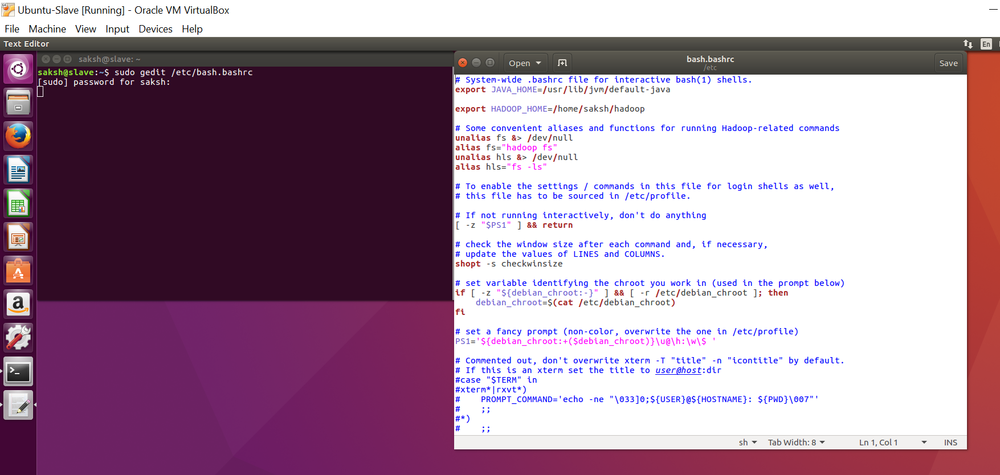 Ubuntu-Slave [Running] - Oracle VM VirtualBox
File Machine View Input Devices Help
Text Editor
En
saksh@slave: ~
saksh@slave:~$ sudo gedit /etc/bash.bashrc
[sudo] password for saksh:
Open
bash.bashrc
/etc
Save
# System-wide .bashrc file for interactive bash(1) shells.
export JAVA_HOME=/usr/lib/jvm/default-java
export HADOOP_HOME=/home/saksh/hadoop
# Some convenient aliases and functions for running Hadoop-related commands
unalias fs &> /dev/null
alias fs="hadoop fs"
unalias hls &> /dev/null
alias hls="fs -ls"
# To enable the settings / commands in this file for login shells as well,
# this file has to be sourced in /etc/profile.
# If not running interactively, don't do anything
[ -z "$PS1" ] && return
# check the window size after each command and, if necessary,
# update the values of LINES and COLUMNS.
shopt -s checkwinsize
# set variable identifying the chroot you work in (used in the prompt below)
if [ -z "${debian_chroot:-}" ] && [ -r /etc/debian_chroot ]; then
    debian_chroot=$(cat /etc/debian_chroot)
fi
# set a fancy prompt (non-color, overwrite the one in /etc/profile)
PS1='${debian_chroot:+($debian_chroot)}\u@\h:\w\$ '
# Commented out, don't overwrite xterm -T "title" -n "icontitle" by default.
# If this is an xterm set the title to user@host:dir
#case "$TERM" in
#xterm*|rxvt*)
#    PROMPT_COMMAND='echo -ne "\033]0;${USER}@${HOSTNAME}: ${PWD}\007"'
#    ;;
#*)
#    ;;
sh Tab Width: 8 Ln 1, Col 1 INS